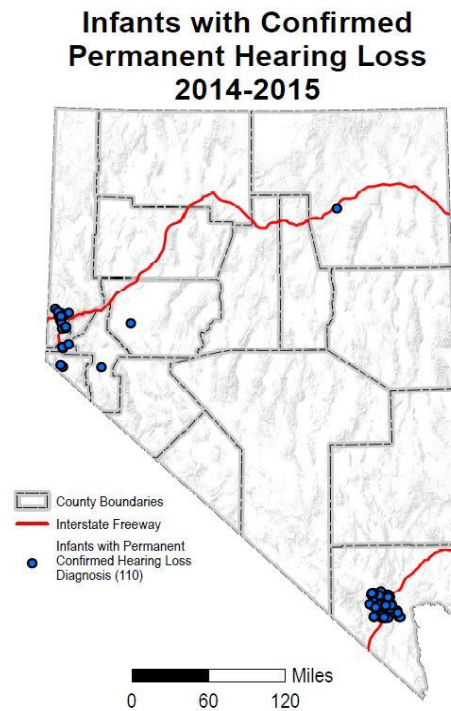 Infants with Confirmed
Permanent Hearing Loss
2014-2015
County Boundaries
Interstate Freeway
Infants with Permanent
Confirmed Hearing Loss
Diagnosis (110)
Miles
0 60 120